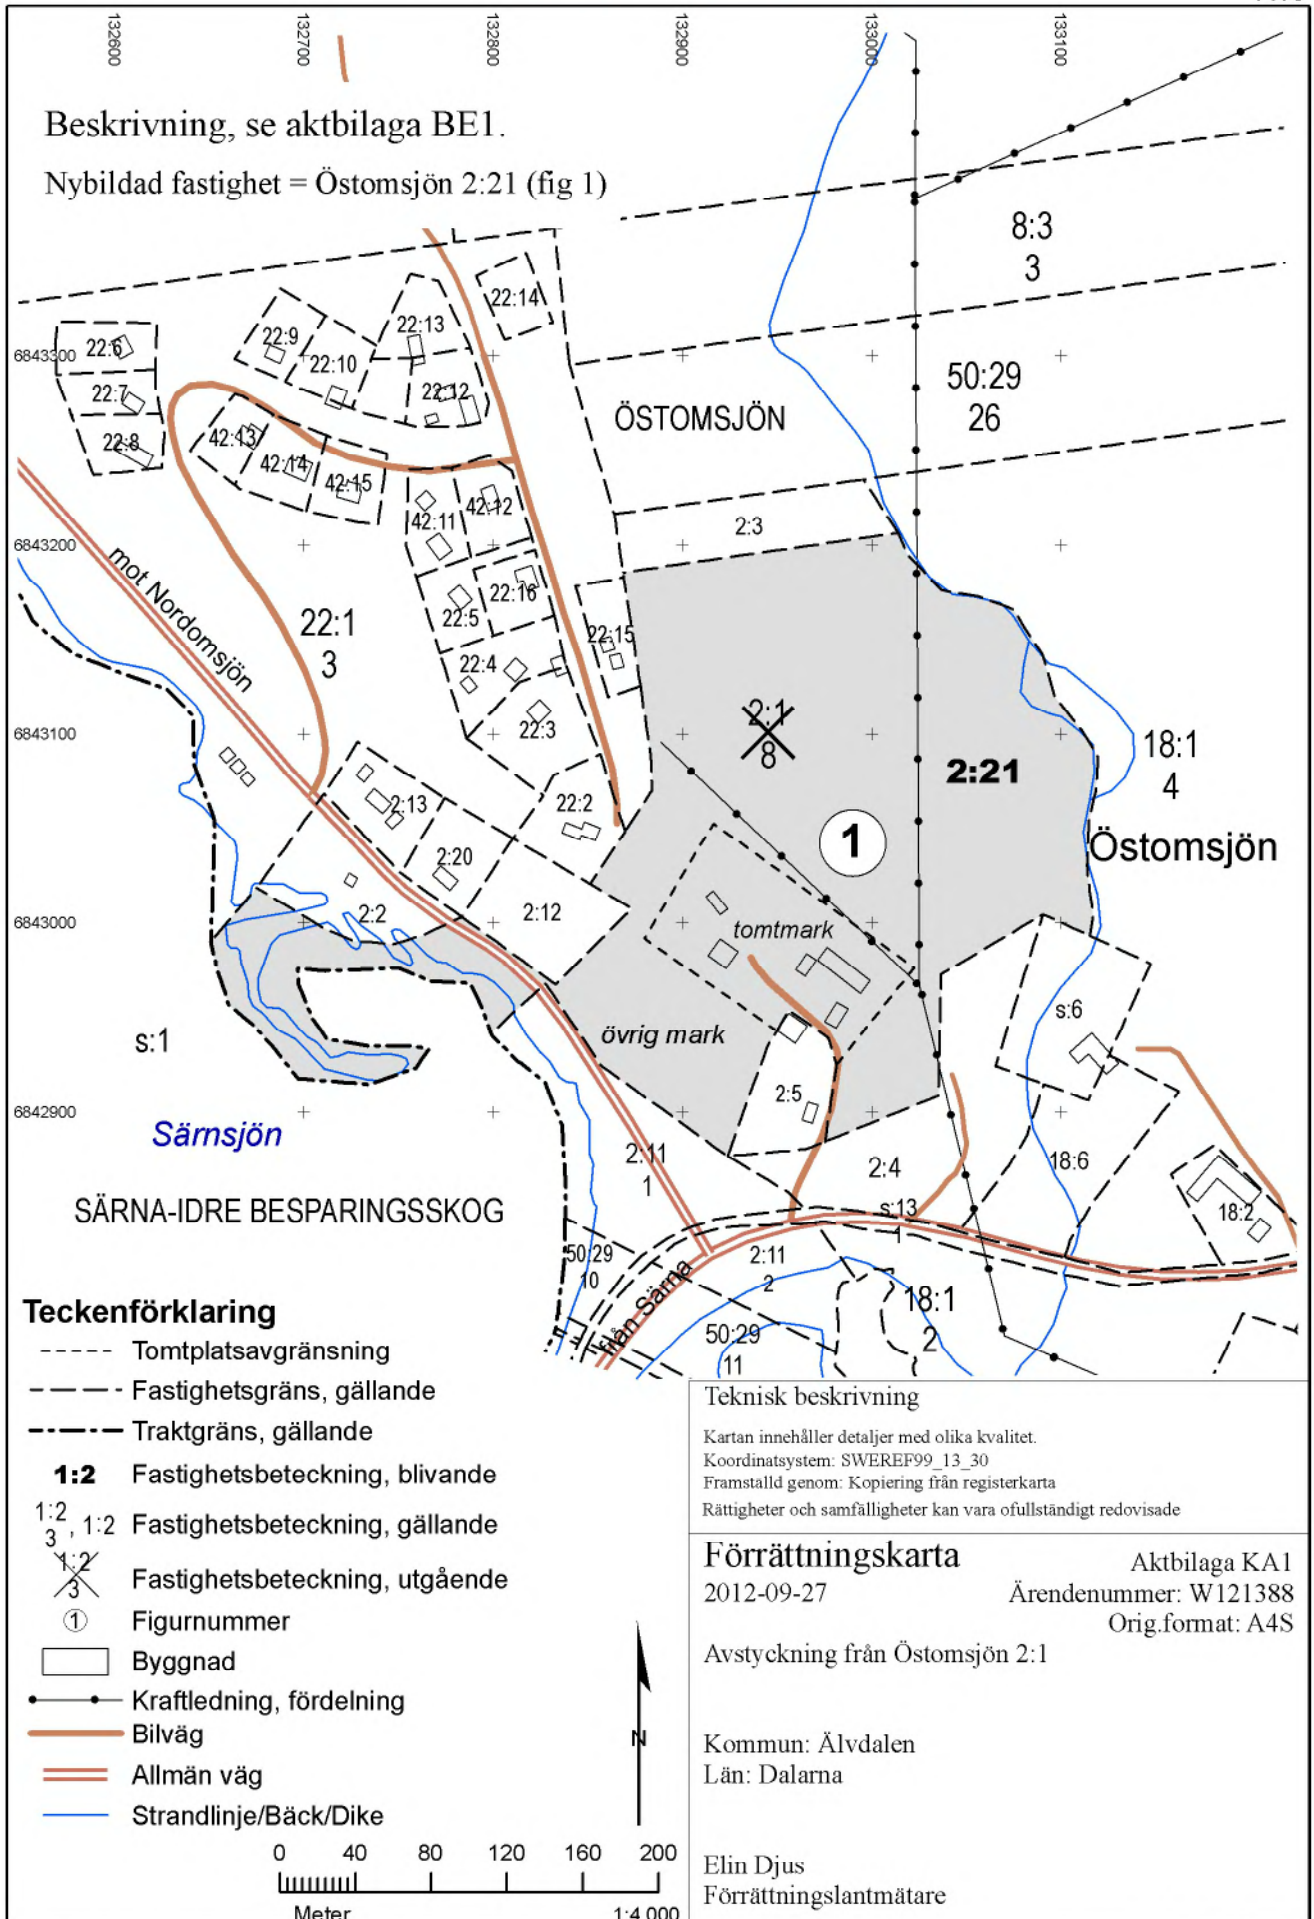 132600
132700
132800
132900
133000
133100
Beskrivning, se aktbilaga BE1.
Nybildad fastighet = Östomsjön 2:21 (fig 1)
8:3
3
22:14
22:13
22:9
22:6
6843300
22:10
22:12
50:29
26
22:7
ÖSTOMSJÖN
22:8
42:13
42:14
42:15
42:12
42:11
2:3
6843200
mot Nordomsjön
22:16
22:5
22:1
3
22:15
22:4
22:3
2:1
8
6843100
18:1
4
2:21
2:13
22:2
1
Östomsjön
2:20
2:2
2:12
6843000
tomtmark
s:6
s:1
övrig mark
2:5
6842900
Särnsjön
2:11
1
2:4
18:6
SÄRNA-IDRE BESPARINGSSKOG
s:13
1
18:2
50:29
10
2:11
2
från Särna
18:1
2
50:29
11
Teckenförklaring
Tomtplatsavgränsning
Fastighetsgräns, gällande
Traktgräns, gällande
1:2 Fastighetsbeteckning, blivande
1:2
3 , 1:2 Fastighetsbeteckning, gällande
1:2
3 Fastighetsbeteckning, utgående
1 Figurnummer
Byggnad
Kraftledning, fördelning
Bilväg
Allmän väg
Strandlinje/Bäck/Dike
N
0 40 80 120 160 200
Meter
1:4 000
Teknisk beskrivning
Kartan innehåller detaljer med olika kvalitet.
Koordinatsystem: SWEREF99_13_30
Framställd genom: Kopiering från registerkarta
Rättigheter och samfälligheter kan vara ofullständigt redovisade
Förrättningskarta
Aktbilaga KA1
2012-09-27
Ärendenummer: W121388
Orig.format: A4S
Avstyckning från Östomsjön 2:1
Kommun: Älvdalen
Län: Dalarna
Elin Djus
Förrättningslantmätare